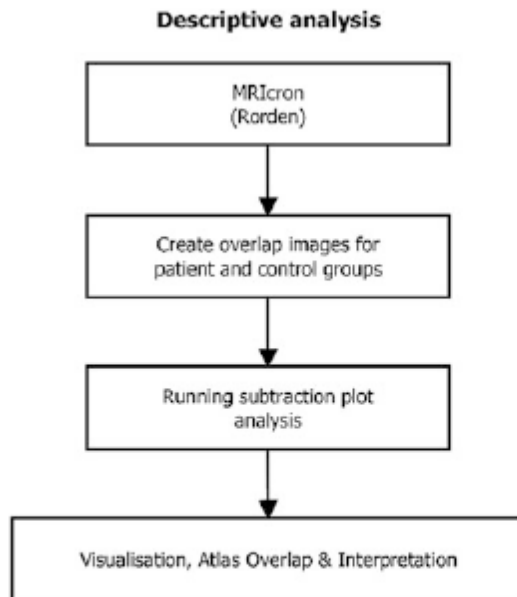 Descriptive analysis
MRIcron
(Rorden)
Create overlap images for
patient and control groups
Running subtraction plot
analysis
Visualisation, Atlas Overlap & Interpretation